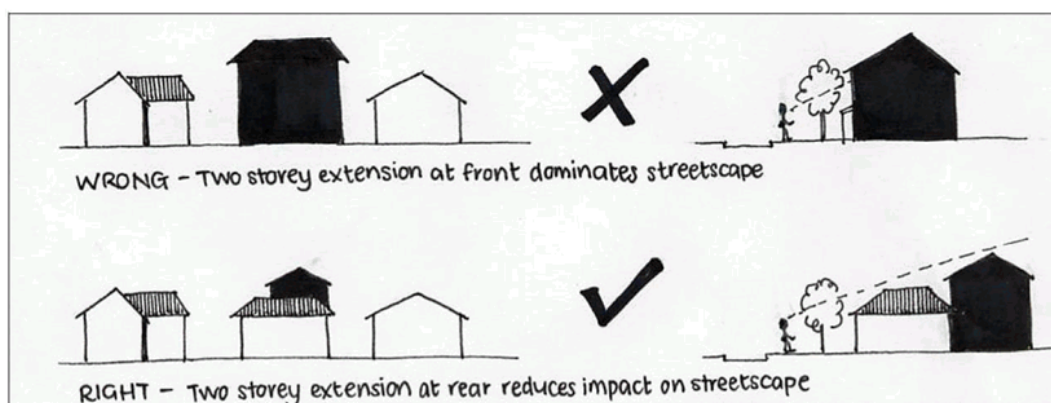 WRONG - Two storey extension at front dominates streetscape
RIGHT - Two storey extension at rear reduces impact on streetscape